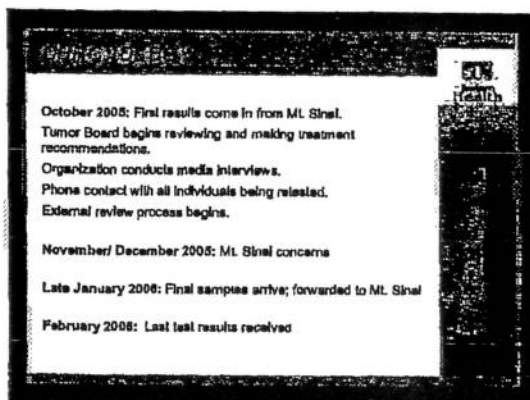 October 2005: First results come in from Mt. Sinai.
Tumor Board begins reviewing and making treatment
recommendations.
Organization conducts media interviews.
Phone contact with all individuals being retested.
External review process begins.
November/ December 2005: Mt. Sinai concerns
Late January 2006: Final samples arrive; forwarded to Mt. Sinai
February 2006: Last test results received
Health